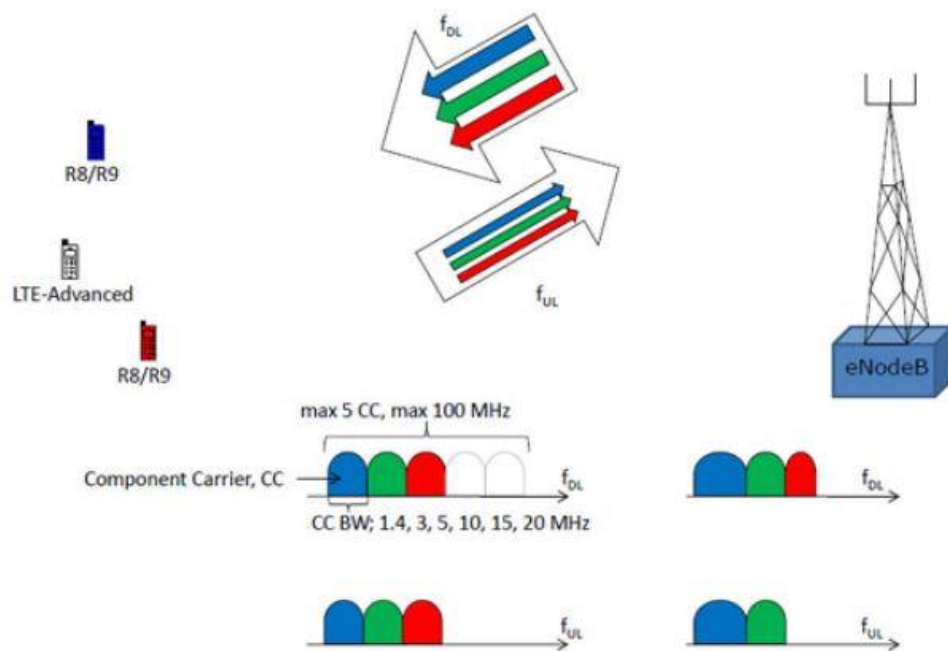 f_DL
R8/R9
LTE-Advanced
f_UL
R8/R9
eNodeB
max 5 CC, max 100 MHz
Component Carrier, CC
f_DL
f_DL
CC BW; 1.4, 3, 5, 10, 15, 20 MHz
f_UL
f_UL